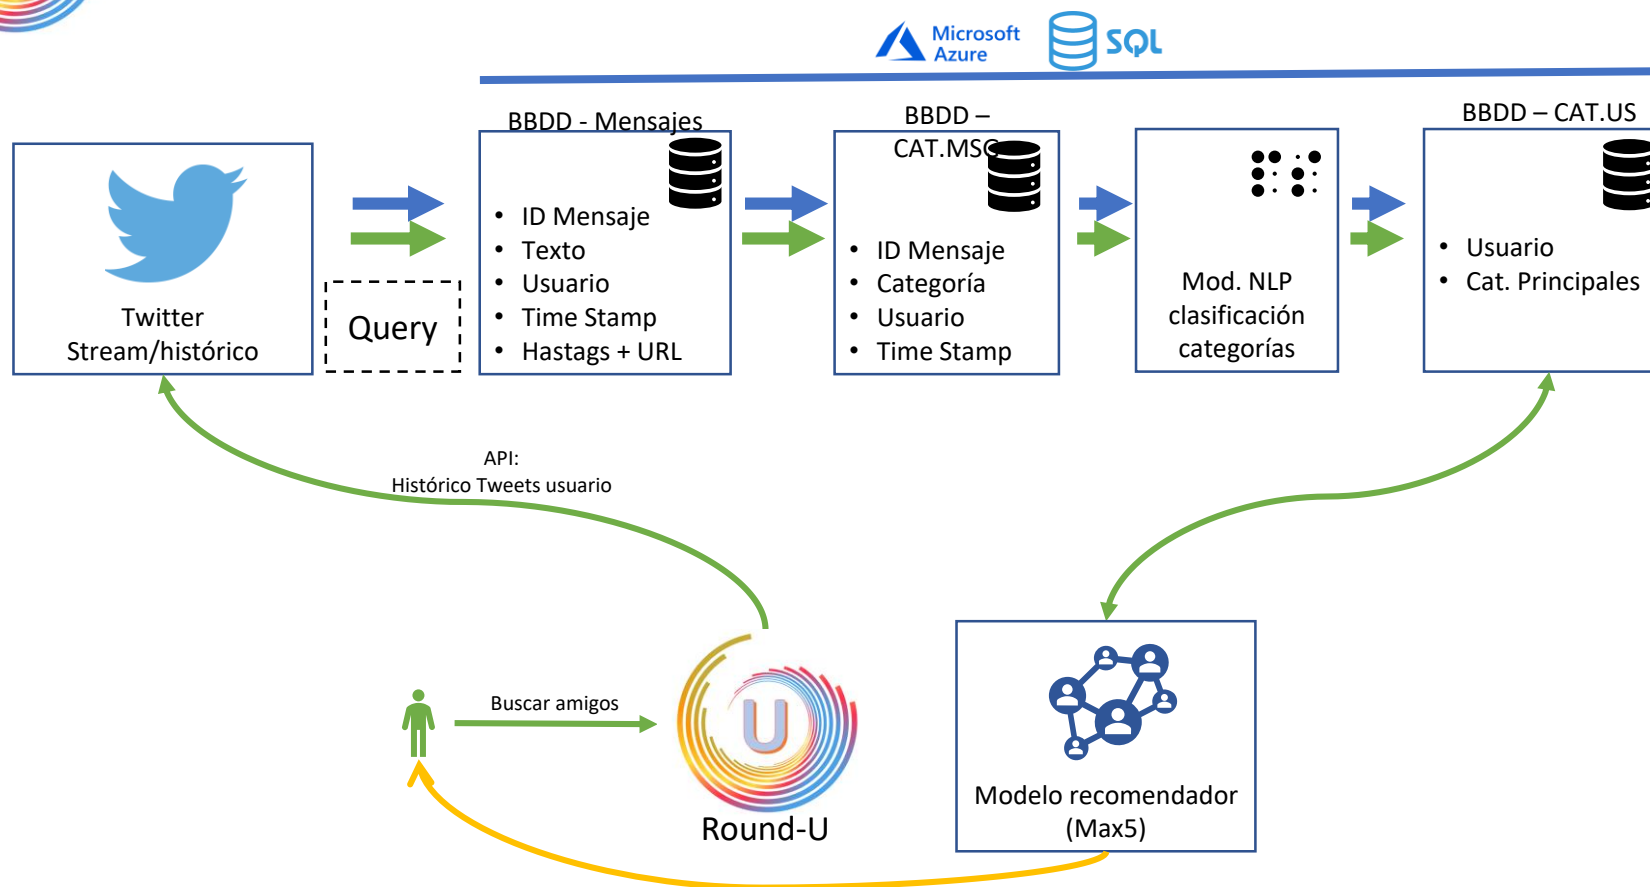 Microsoft
Azure
SQL
BBDD - Mensajes
BBDD –
CAT.MSG
BBDD – CAT.US
Twitter
Stream/histórico
Query
• ID Mensaje
• Texto
• Usuario
• Time Stamp
• Hastags + URL
• ID Mensaje
• Categoría
• Usuario
• Time Stamp
Mod. NLP
clasificación
categorías
• Usuario
• Cat. Principales
API:
Histórico Tweets usuario
Buscar amigos
U
Round-U
Modelo recomendador
(Max5)